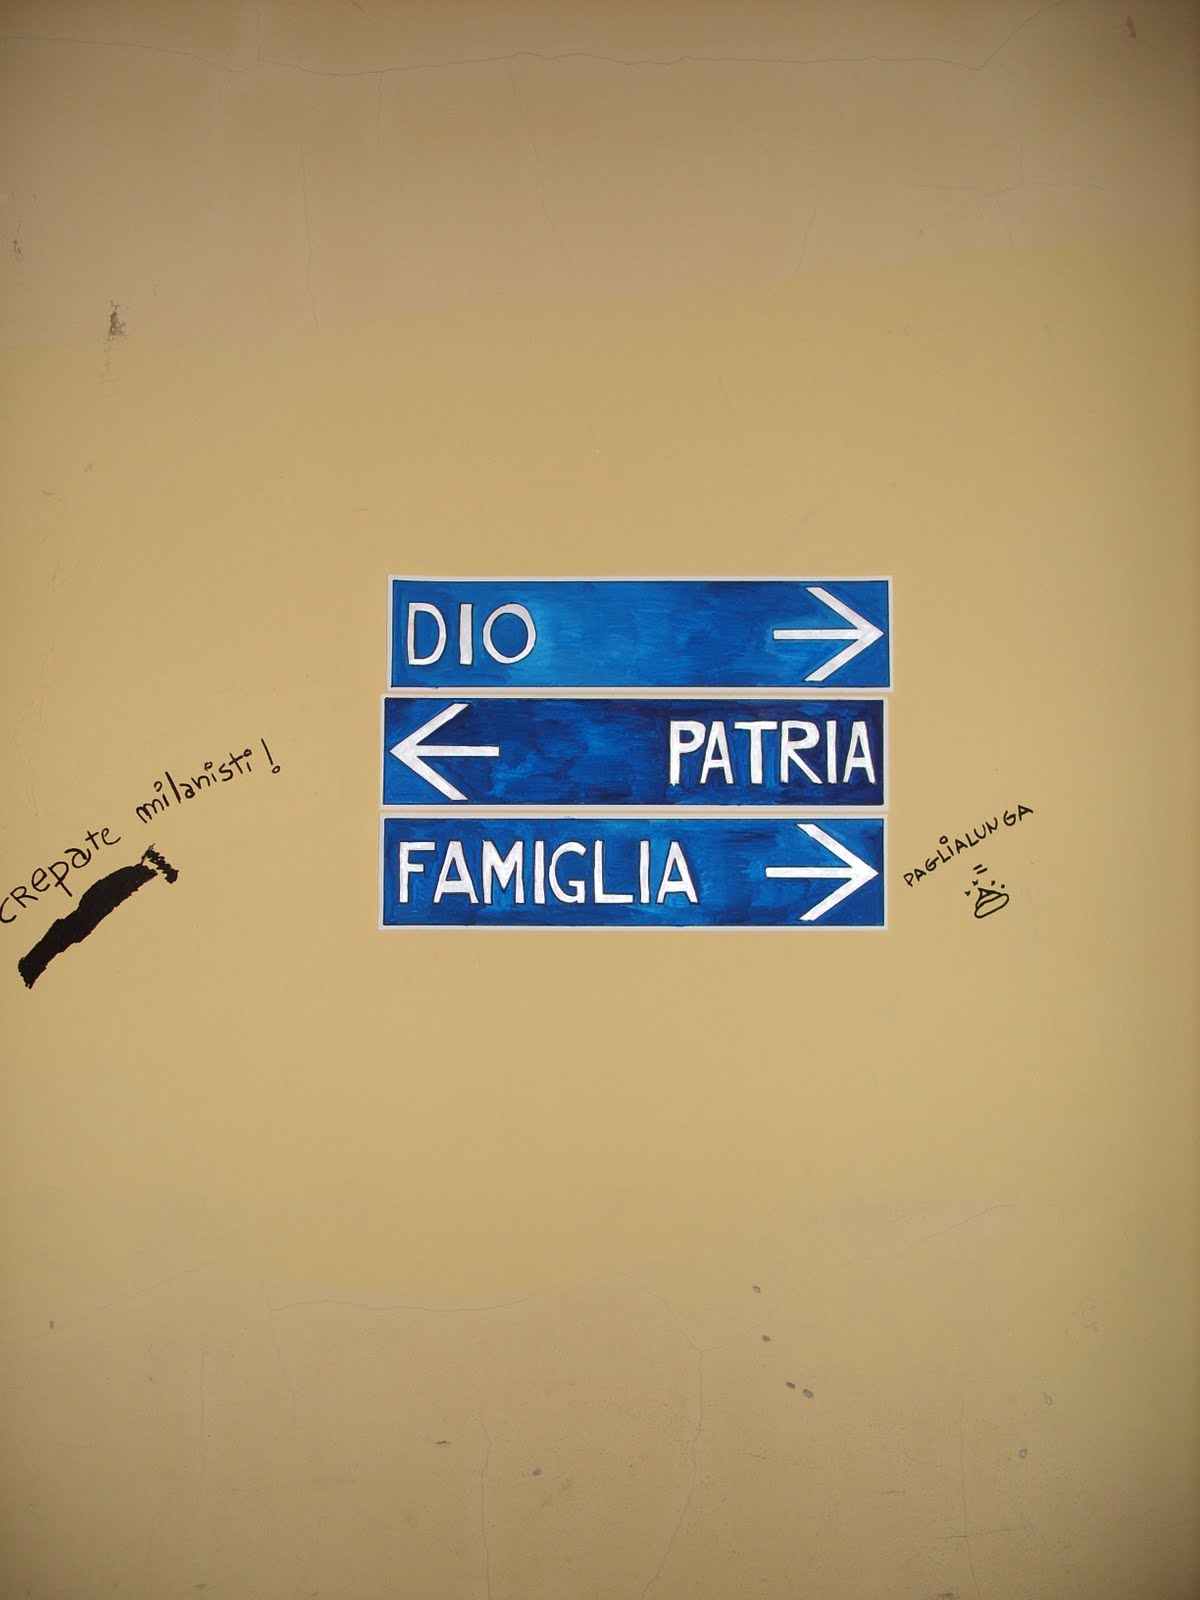 DIO
PATRIA
FAMIGLIA
crepate milanisti!
PAGLIALUNGA
=